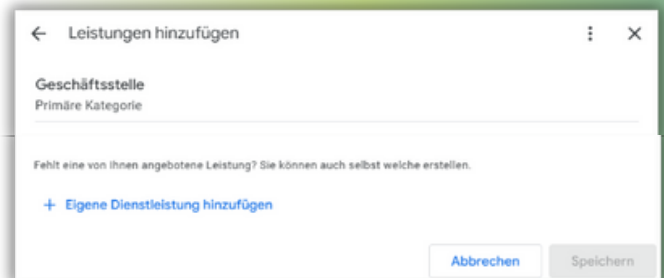 Leistungen hinzufügen
Geschäftsstelle
Primäre Kategorie
Fehlt eine von Ihnen angebotene Leistung? Sie können auch selbst welche erstellen.
+ Eigene Dienstleistung hinzufügen
Abbrechen Speichern